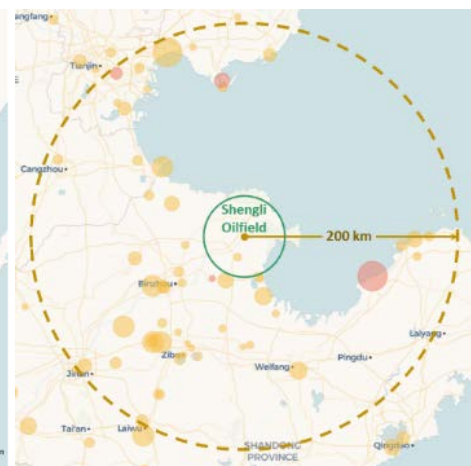 angfang
Tianjin
Cangzhou
Shengli
Oilfield
200 km
Binzhou
Laiyang
Zibo
Pingdu
Weifang
Jinan
Tai'an
Laiwu
SHANDONG
PROVINCE
Qingdao